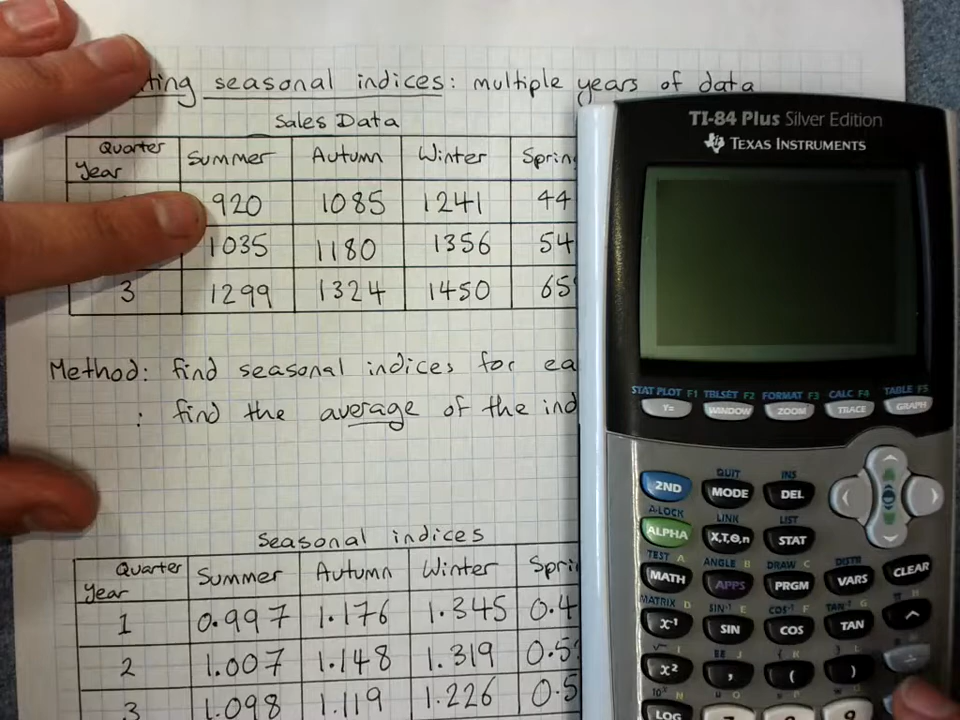 seasonal indices: multiple years of data
Sales Data
Quarter Year Summer Autumn Winter
920 1085 1241
1035 1180 1356
3 1299 1324 1450
Method: find seasonal indices for
: find the average of the
Seasonal indices
Quarter Year Summer Autumn Winter
1 0.997 1.176 1.345
2 1.007 1.148 1.319
3 1.098 1.119 1.226
TI-84 Plus Silver Edition
TEXAS INSTRUMENTS
STAT PLOT F1 TBLSET F2 FORMAT F3 CALC F4 TABLE F5
Y= WINDOW ZOOM TRACE GRAPH
QUIT INS
2ND MODE DEL
A-LOCK LINK LIST
ALPHA X,T,θ,n STAT
TEST A ANGLE B DRAW C DISTR
MATH APPS PRGM VARS CLEAR
MATRIX D SIN⁻¹ E COS⁻¹ F TAN⁻¹ G H
x⁻¹ SIN COS TAN ^
EE J { K } L
x² , ( )
LOG